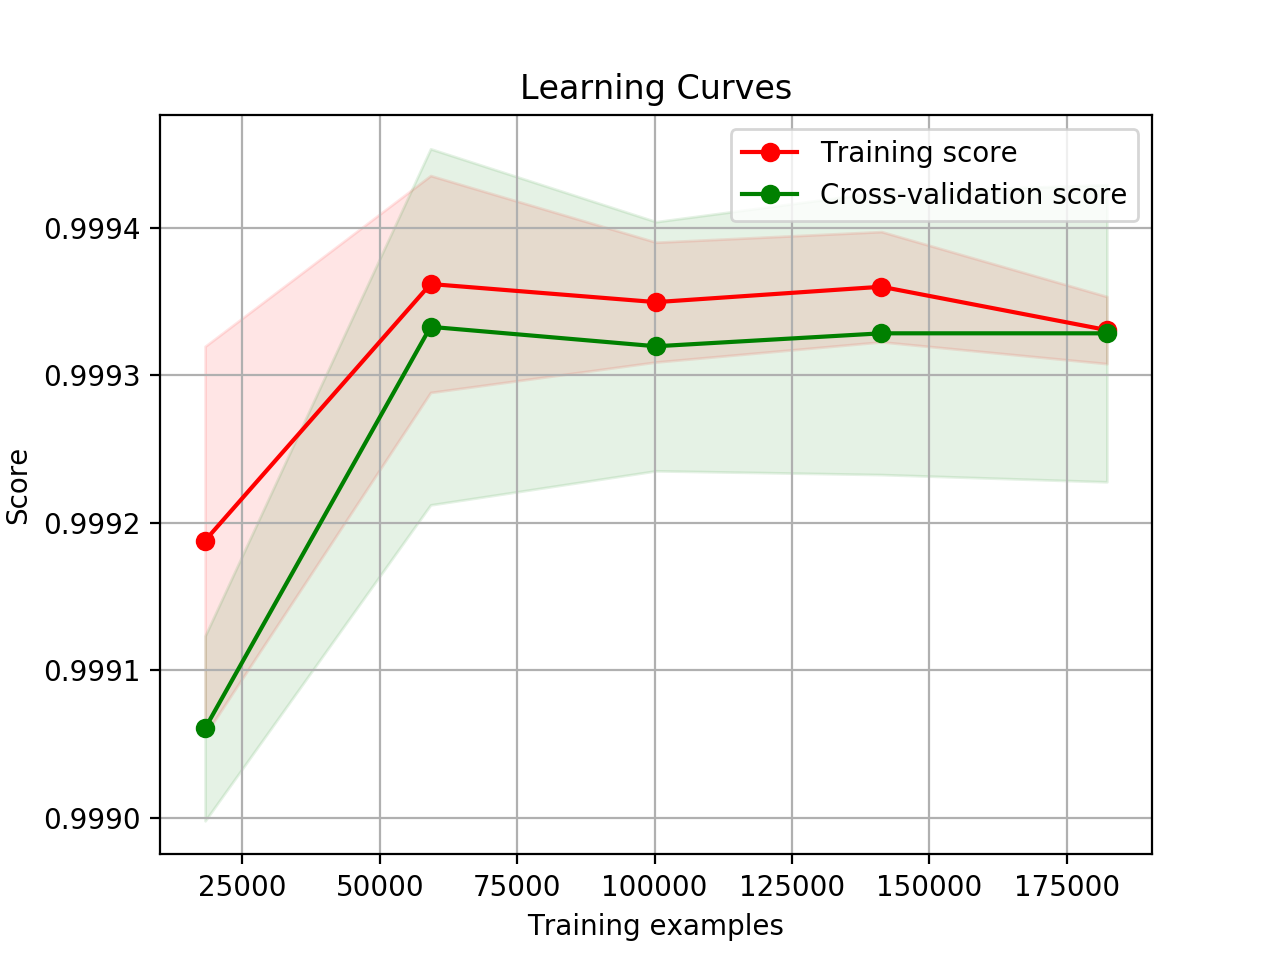 Learning Curves
Training score
Cross-validation score
0.9994
0.9993
0.9992
0.9991
0.9990
Score
25000 50000 75000 100000 125000 150000 175000
Training examples